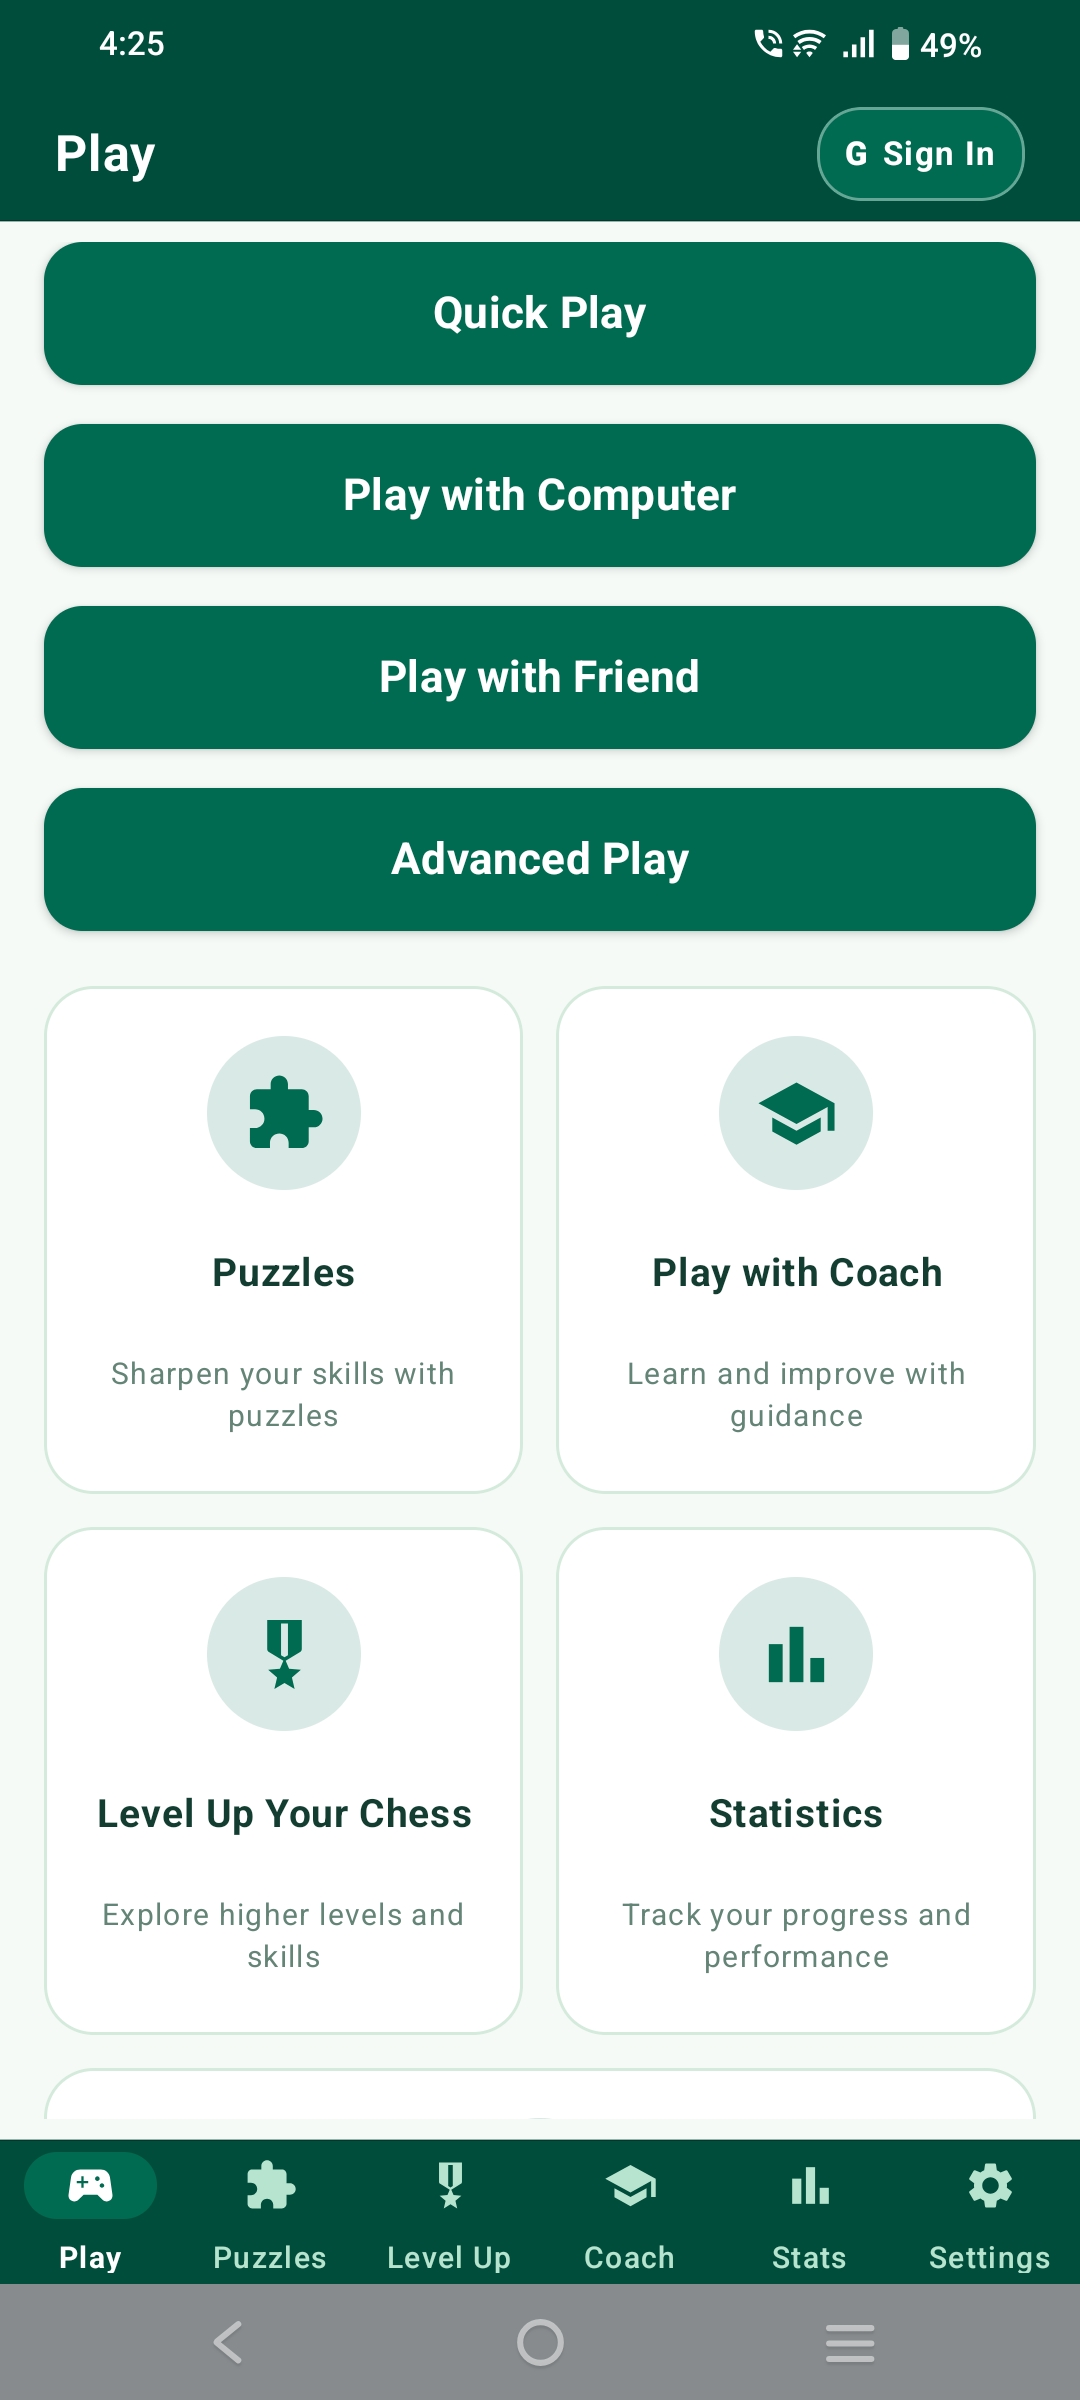 4:25
49%
Play
G Sign In
Quick Play
Play with Computer
Play with Friend
Advanced Play
Puzzles
Sharpen your skills with
puzzles
Play with Coach
Learn and improve with
guidance
Level Up Your Chess
Explore higher levels and
skills
Statistics
Track your progress and
performance
Play
Puzzles
Level Up
Coach
Stats
Settings